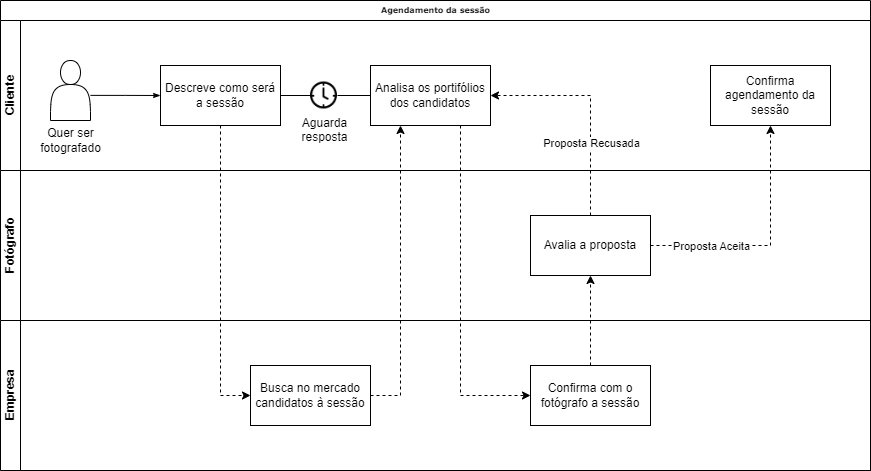 Agendamento da sessão
Cliente
Quer ser
fotografado
Descreve como será
a sessão
Aguarda
resposta
Analisa os portifólios
dos candidatos
Proposta Recusada
Confirma
agendamento da
sessão
Fotógrafo
Avalia a proposta
Proposta Aceita
Empresa
Busca no mercado
candidatos à sessão
Confirma com o
fotógrafo a sessão